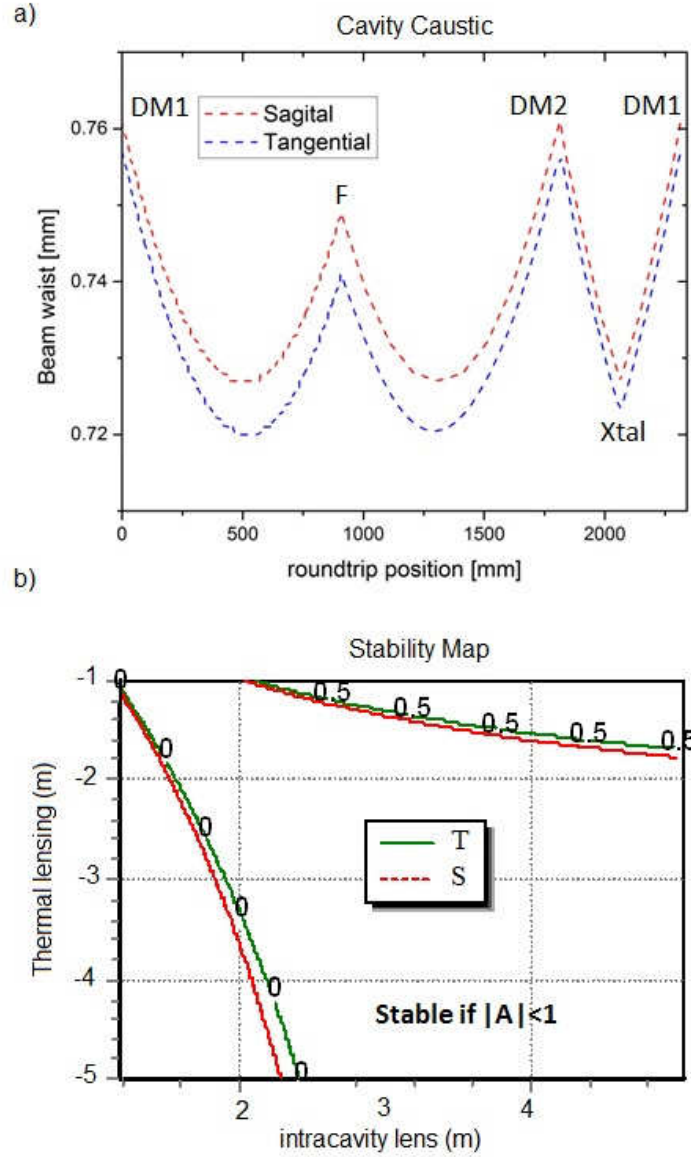 a)
Cavity Caustic
DM1
DM2
DM1
Sagital
Tangential
F
Xtal
0.76
0.74
0.72
Beam waist [mm]
0
500
1000
1500
2000
roundtrip position [mm]
b)
Stability Map
0
0.5
0.5
0.5
0.5
0.5
0
0
0
0
0
T
S
Stable if |A|<1
-1
-2
-3
-4
-5
Thermal lensing (m)
2
3
4
intracavity lens (m)